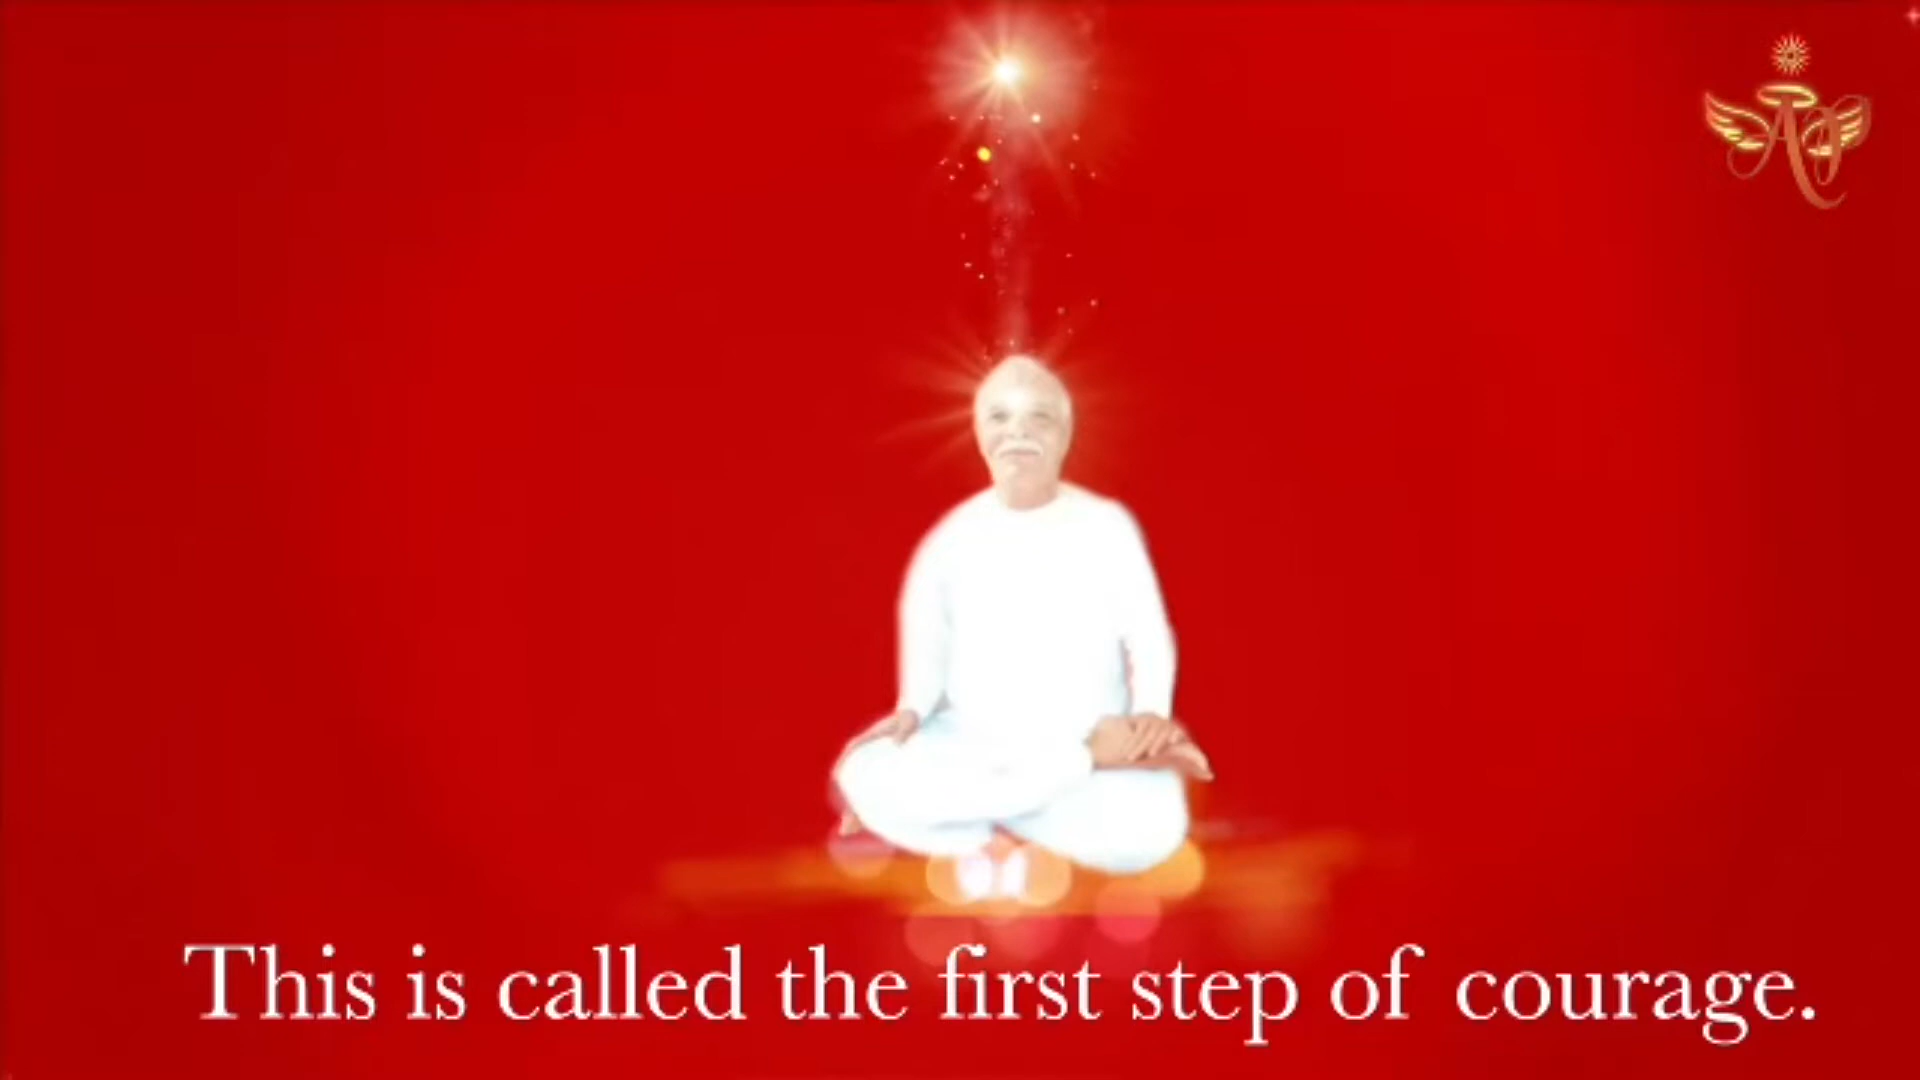 This is called the first step of courage.